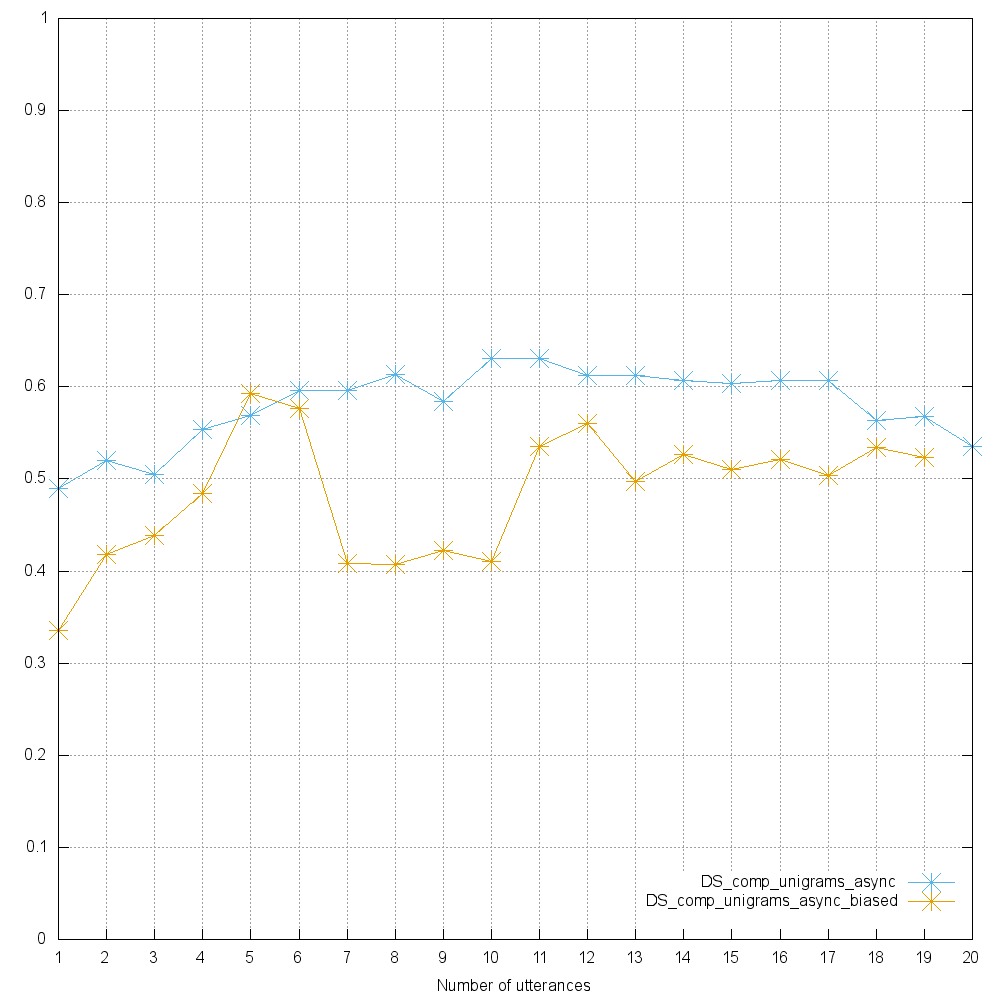 1
0.9
0.8
0.7
0.6
0.5
0.4
0.3
0.2
0.1
0
DS_comp_unigrams_async
DS_comp_unigrams_async_biased
1 2 3 4 5 6 7 8 9 10 11 12 13 14 15 16 17 18 19 20
Number of utterances